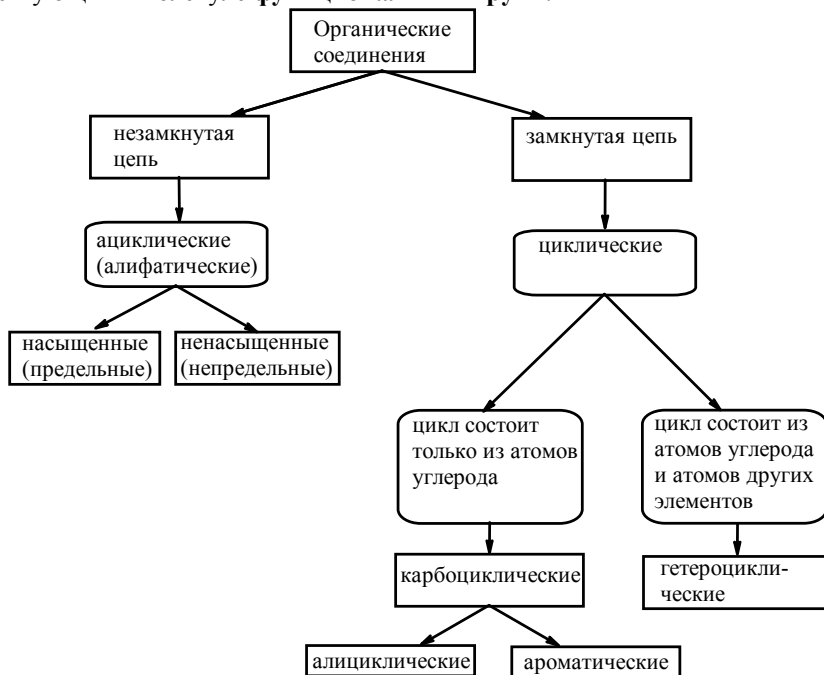 Органические
соединения
незамкнутая
цепь
замкнутая цепь
ациклические
(алифатические)
циклические
насыщенные
(предельные)
ненасыщенные
(непредельные)
цикл состоит
только из атомов
углерода
цикл состоит из
атомов углерода
и атомов других
элементов
карбоциклические
гетероцикли-
ческие
алициклические
ароматические